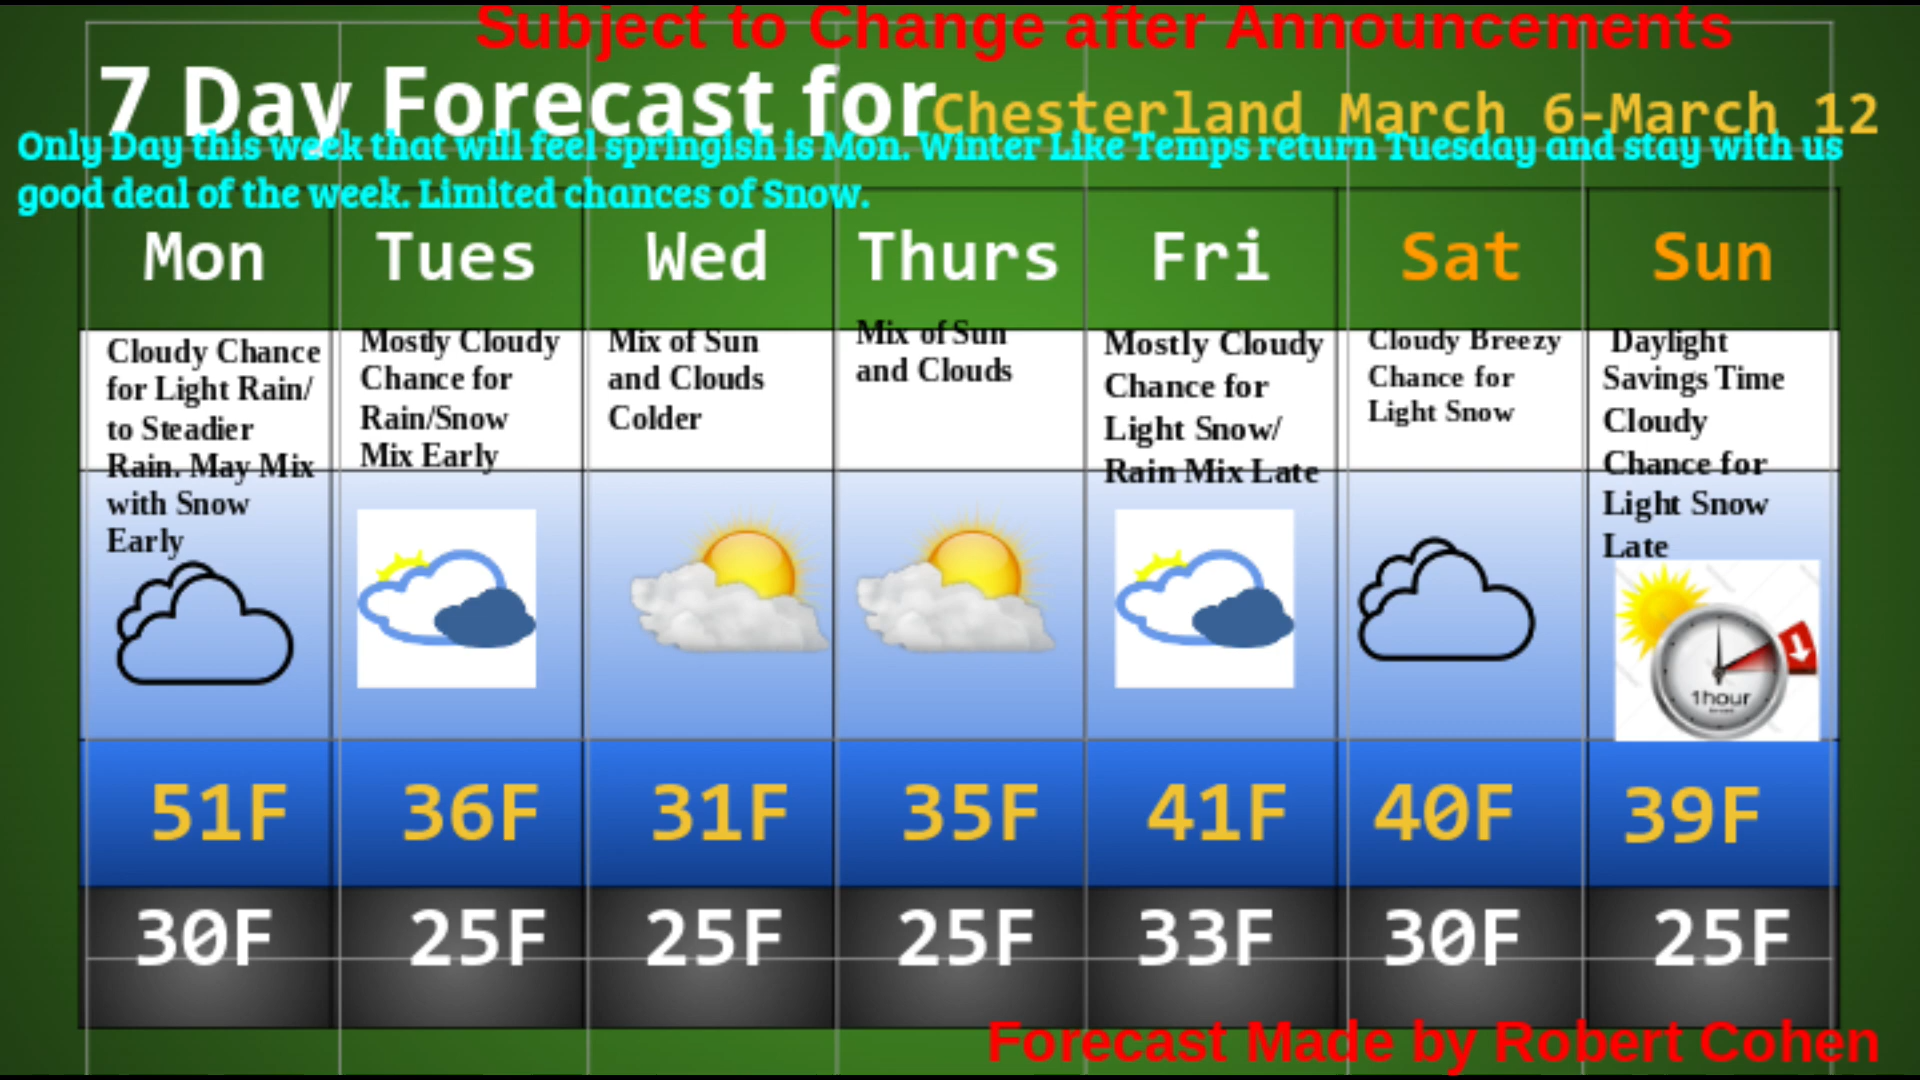 Subject to Change after Announcements
7 Day Forecast for Chesterland March 6-March 12
Only Day this week that will feel springish is Mon. Winter Like Temps return Tuesday and stay with us
good deal of the week. Limited chances of Snow.
Mon Tues Wed Thurs Fri Sat Sun
Cloudy Chance
for Light Rain/
to Steadier
Rain. May Mix
with Snow
Early
Mostly Cloudy
Chance for
Rain/Snow
Mix Early
Mix of Sun
and Clouds
Colder
Mix of Sun
and Clouds
Mostly Cloudy
Chance for
Light Snow/
Rain Mix Late
Cloudy Breezy
Chance for
Light Snow
Daylight
Savings Time
Cloudy
Chance for
Light Snow
Late
1hour
51F 36F 31F 35F 41F 40F 39F
30F 25F 25F 25F 33F 30F 25F
Forecast Made by Robert Cohen